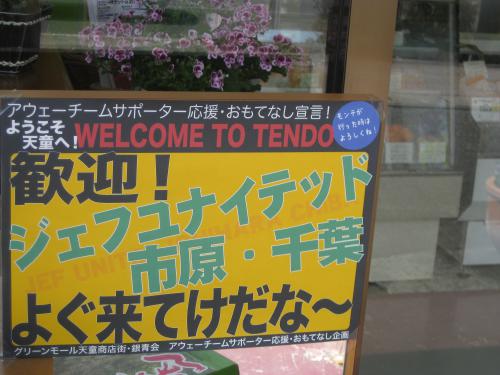 アウェーチームサポーター応援・おもてなし宣言!
ようこそ
天童へ!
WELCOME TO TENDO
モンテが
行った時は
よろしくね!
歓迎!
ジェフユナイテッド
市原・千葉
JEF UNITED ICHIHARA CHIBA
よぐ来てけだな〜
グリーンモール天童商店街・銀青会 アウェーチームサポーター応援・おもてなし企画